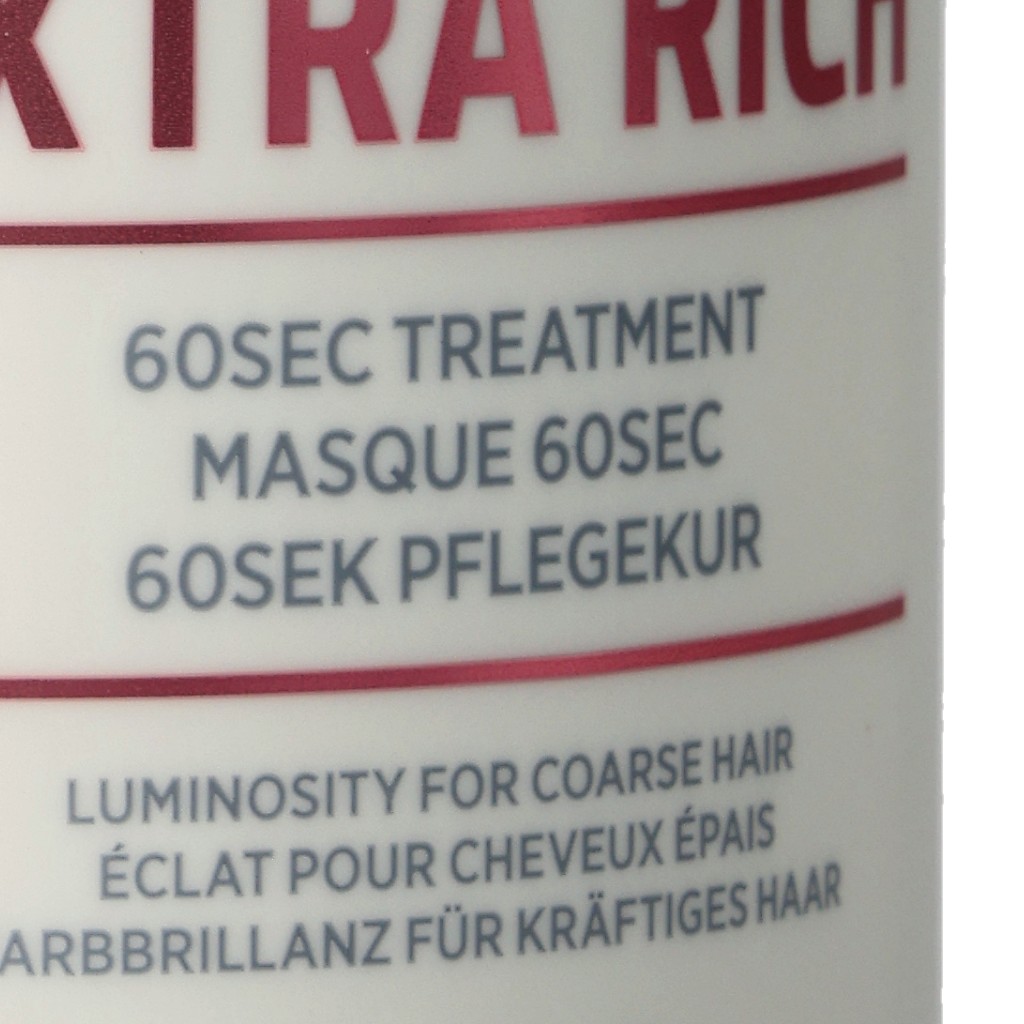 XTRA RICH
60SEC TREATMENT
MASQUE 60SEC
60SEK PFLEGEKUR
LUMINOSITY FOR COARSE HAIR
ÉCLAT POUR CHEVEUX ÉPAIS
ARBBRILLANZ FÜR KRÄFTIGES HAAR